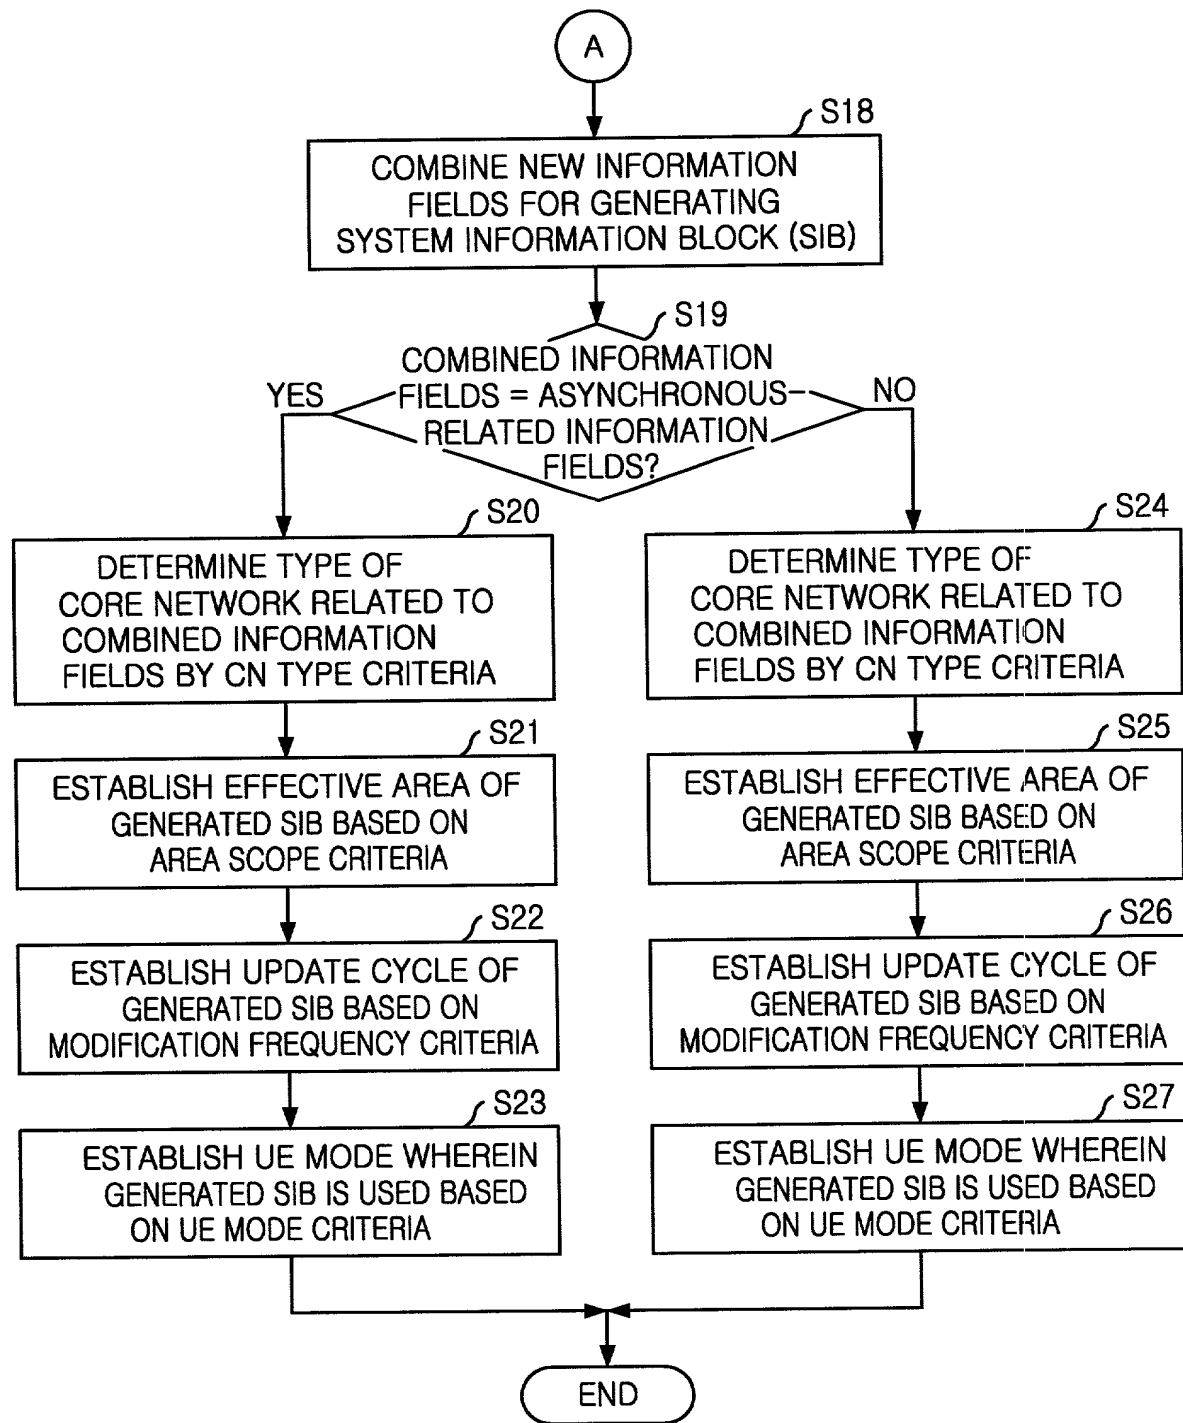 A
S18
COMBINE NEW INFORMATION
FIELDS FOR GENERATING
SYSTEM INFORMATION BLOCK (SIB)
S19
COMBINED INFORMATION
FIELDS = ASYNCHRONOUS-
RELATED INFORMATION
FIELDS?
YES
NO
S20
DETERMINE TYPE OF
CORE NETWORK RELATED TO
COMBINED INFORMATION
FIELDS BY CN TYPE CRITERIA
S21
ESTABLISH EFFECTIVE AREA OF
GENERATED SIB BASED ON
AREA SCOPE CRITERIA
S22
ESTABLISH UPDATE CYCLE OF
GENERATED SIB BASED ON
MODIFICATION FREQUENCY CRITERIA
S23
ESTABLISH UE MODE WHEREIN
GENERATED SIB IS USED BASED
ON UE MODE CRITERIA
S24
DETERMINE TYPE OF
CORE NETWORK RELATED TO
COMBINED INFORMATION
FIELDS BY CN TYPE CRITERIA
S25
ESTABLISH EFFECTIVE AREA OF
GENERATED SIB BASED ON
AREA SCOPE CRITERIA
S26
ESTABLISH UPDATE CYCLE OF
GENERATED SIB BASED ON
MODIFICATION FREQUENCY CRITERIA
S27
ESTABLISH UE MODE WHEREIN
GENERATED SIB IS USED BASED
ON UE MODE CRITERIA
END